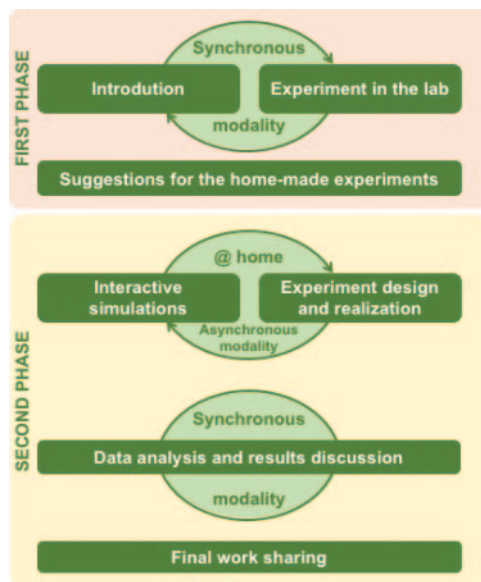 FIRST PHASE
Synchronous
Introdution
Experiment in the lab
modality
Suggestions for the home-made experiments
SECOND PHASE
@ home
Interactive
simulations
Experiment design
and realization
Asynchronous
modality
Synchronous
Data analysis and results discussion
modality
Final work sharing